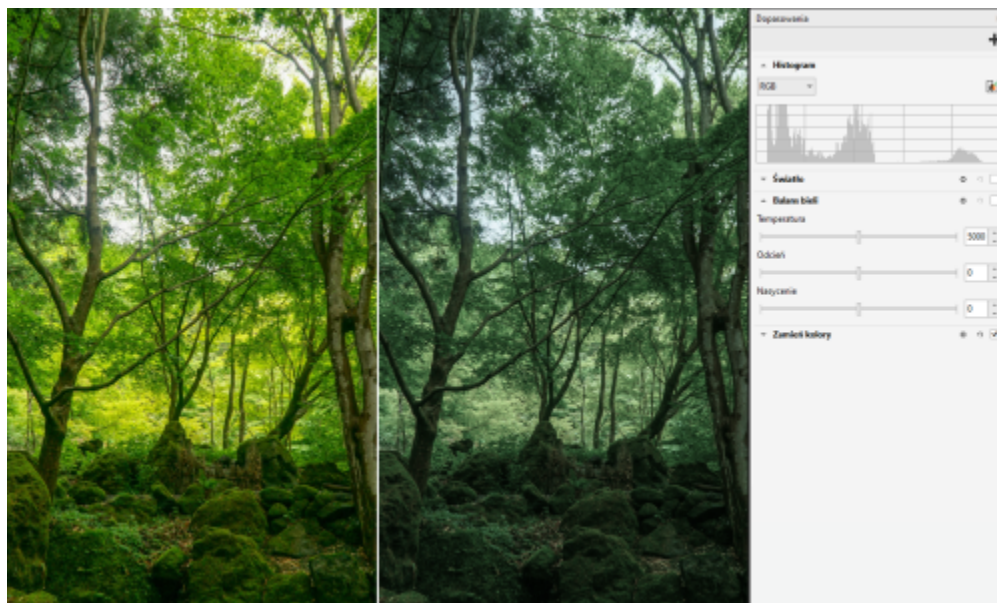 Dopasowania
Histogram
RGB
Światło
Balans bieli
Temperatura
5000
Odcień
0
Nasycenie
0
Zamień kolory